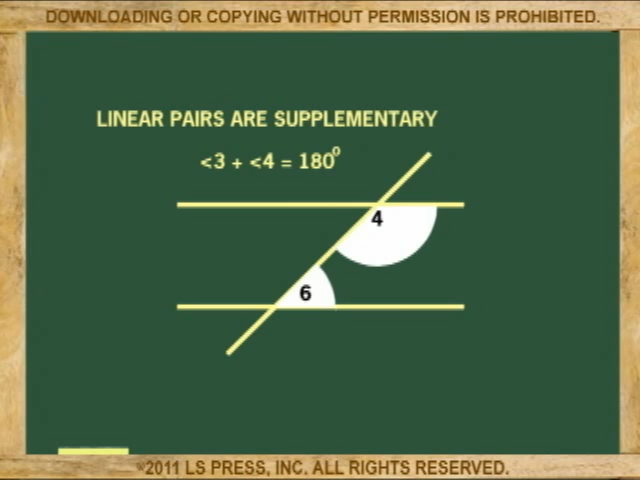 DOWNLOADING OR COPYING WITHOUT PERMISSION IS PROHIBITED.
LINEAR PAIRS ARE SUPPLEMENTARY
<3 + <4 = 180º
4
6
©2011 LS PRESS, INC. ALL RIGHTS RESERVED.